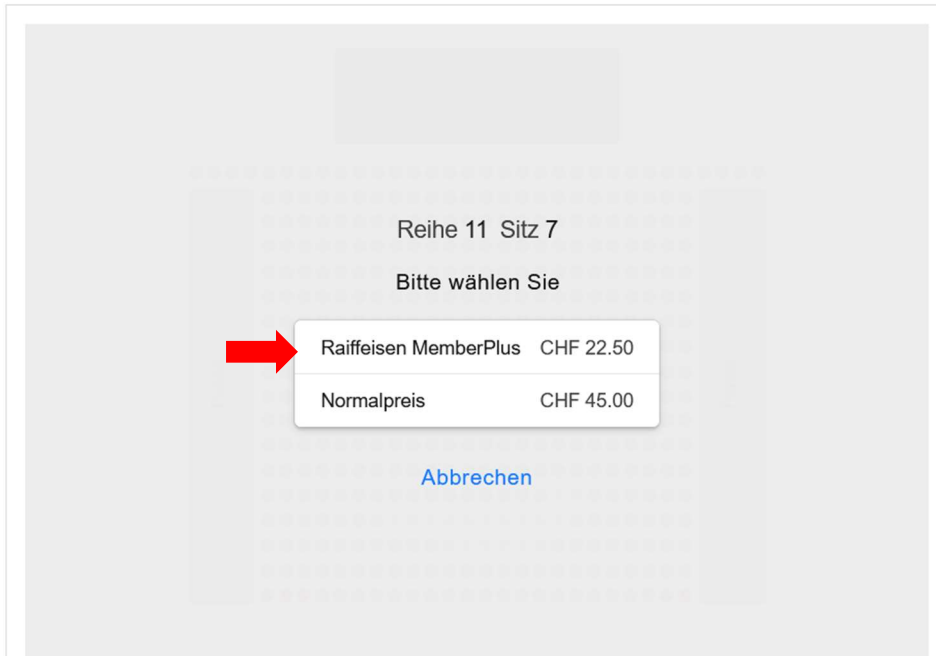 Reihe 11 Sitz 7
Bitte wählen Sie
Raiffeisen MemberPlus CHF 22.50
Normalpreis CHF 45.00
Abbrechen